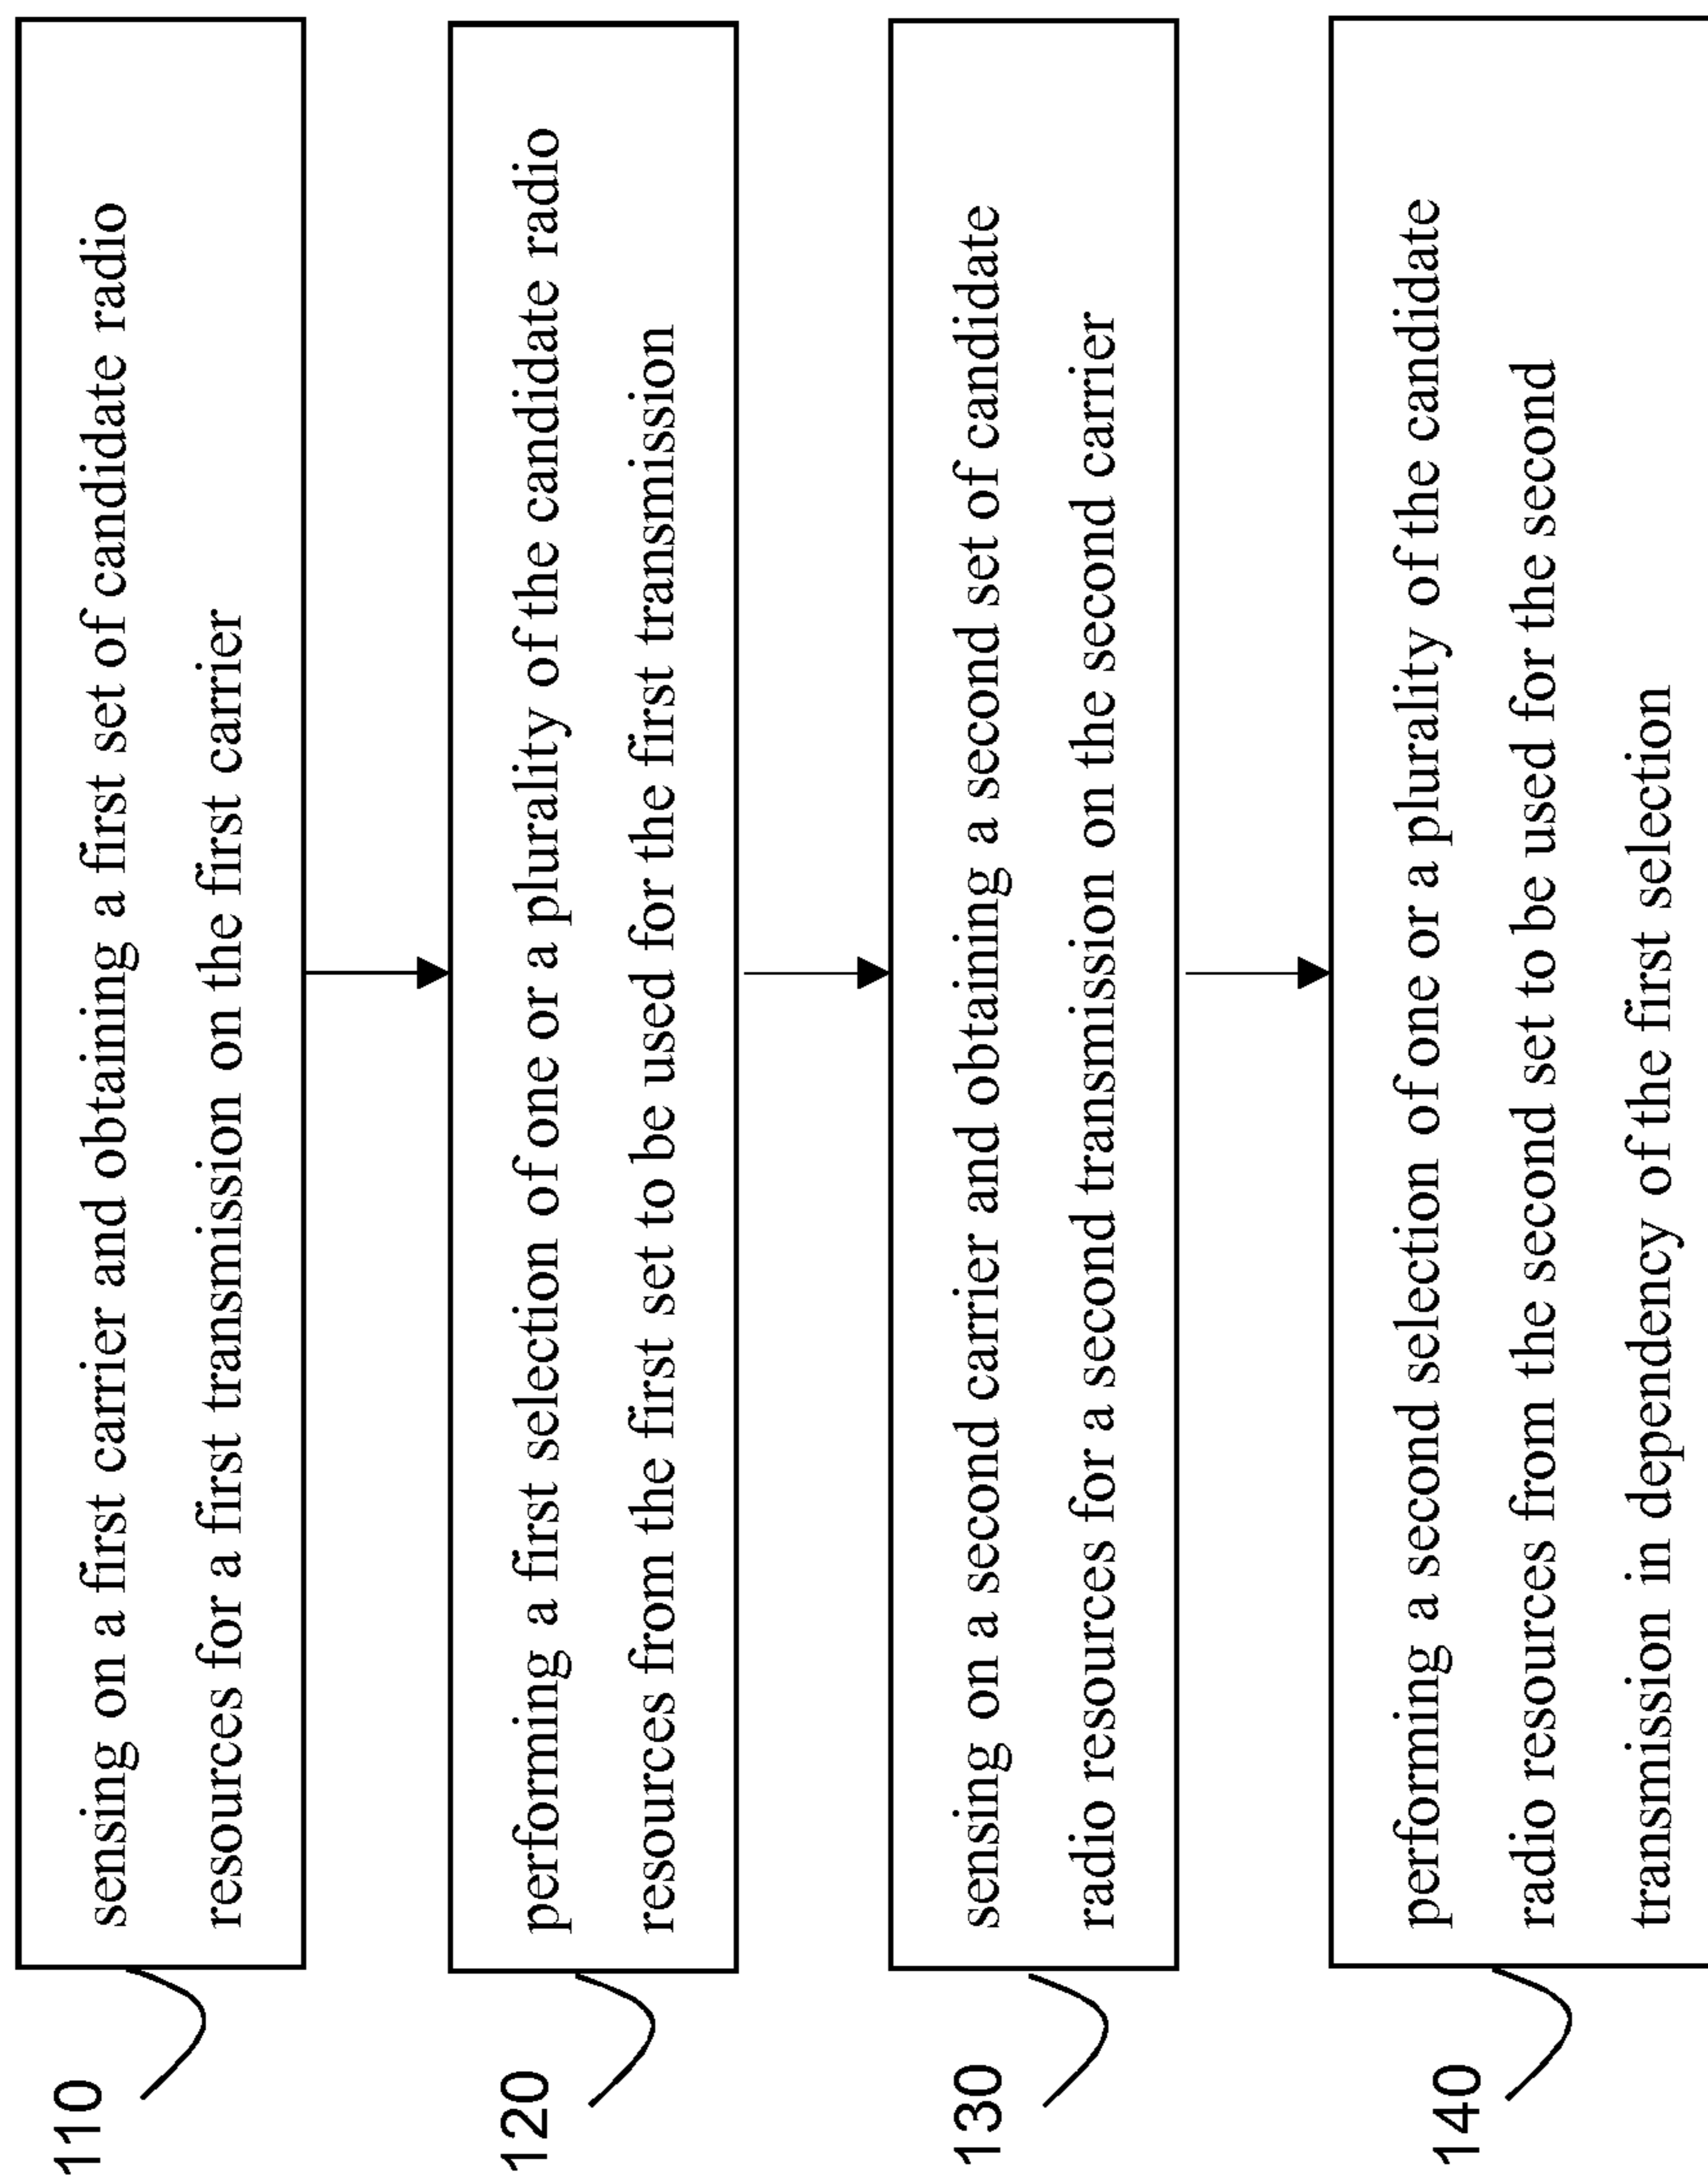 110
sensing on a first carrier and obtaining a first set of candidate radio
resources for a first transmission on the first carrier
120
performing a first selection of one or a plurality of the candidate radio
resources from the first set to be used for the first transmission
130
sensing on a second carrier and obtaining a second set of candidate
radio resources for a second transmission on the second carrier
140
performing a second selection of one or a plurality of the candidate
radio resources from the second set to be used for the second
transmission in dependency of the first selection